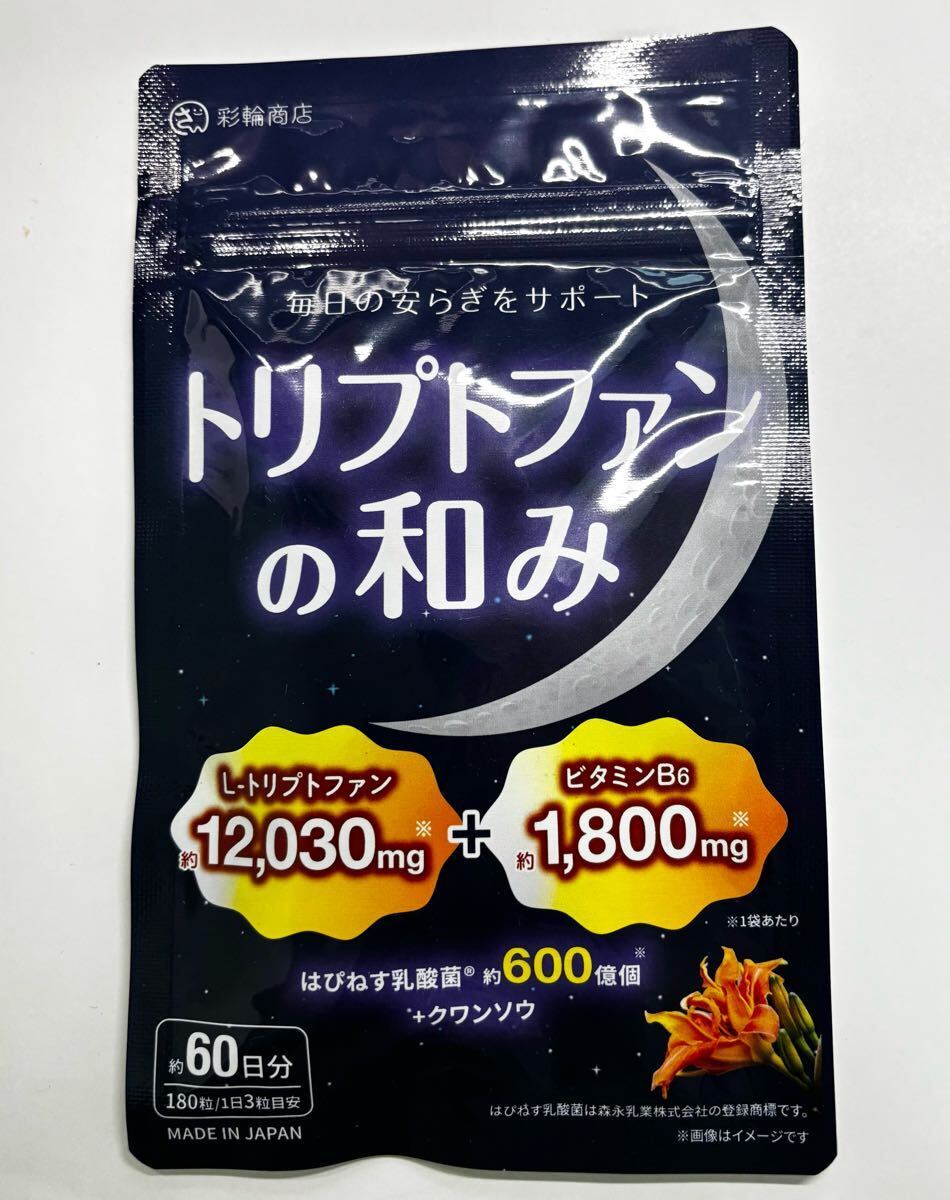 さん 彩輪商店
毎日の安らぎをサポート
トリプトファン
の和み
L-トリプトファン
約12,030mg※
+
ビタミンB6
約1,800mg※
※1袋あたり
はぴねす乳酸菌® 約600億個※
+クワンソウ
約60日分
180粒/1日3粒目安
MADE IN JAPAN
はぴねす乳酸菌は森永乳業株式会社の登録商標です。
※画像はイメージです